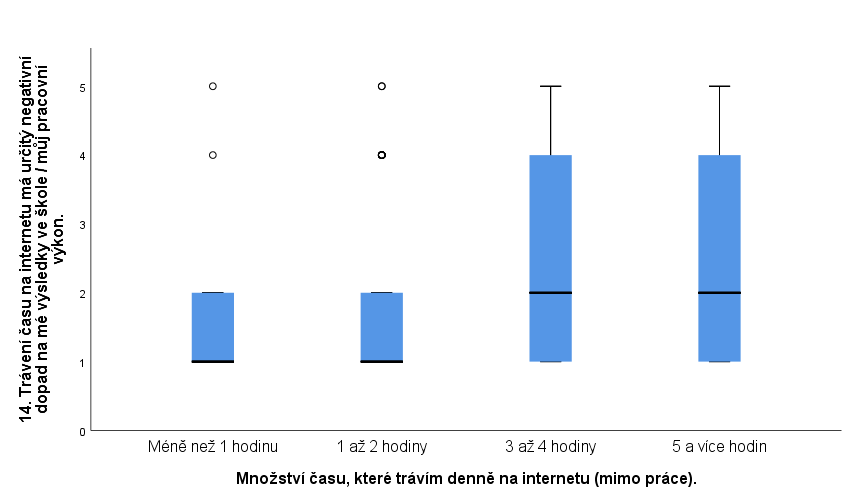 14. Trávení času na internetu má určitý negativní
dopad na mé výsledky ve škole / můj pracovní
výkon.
5
4
3
2
1
0
Méně než 1 hodinu
1 až 2 hodiny
3 až 4 hodiny
5 a více hodin
Množství času, které trávím denně na internetu (mimo práce).